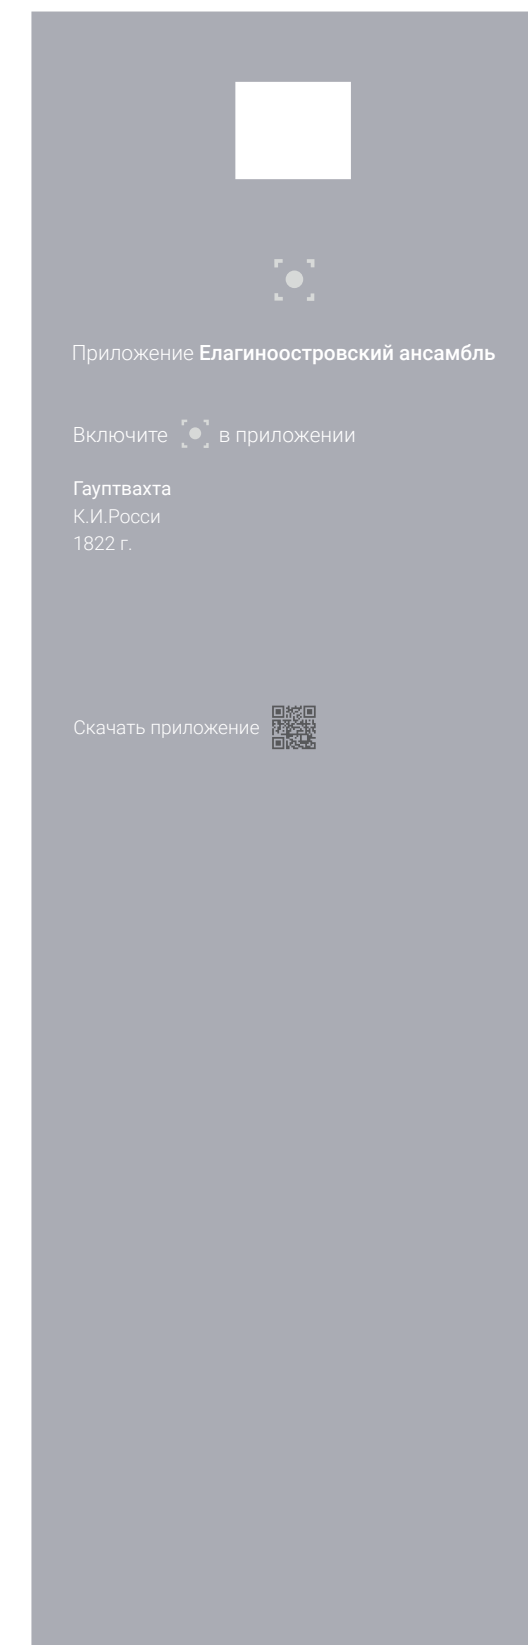 Приложение Елагиноостровский ансамбль
Включите в приложении
Гауптвахта
К.И.Росси
1822 г.
Скачать приложение